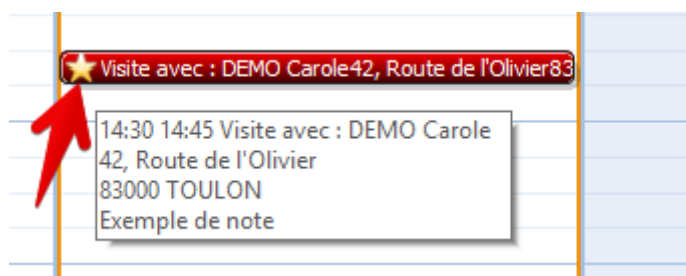 Visite avec : DEMO Carole42, Route de l'Olivier83
14:30 14:45 Visite avec : DEMO Carole
42, Route de l'Olivier
83000 TOULON
Exemple de note